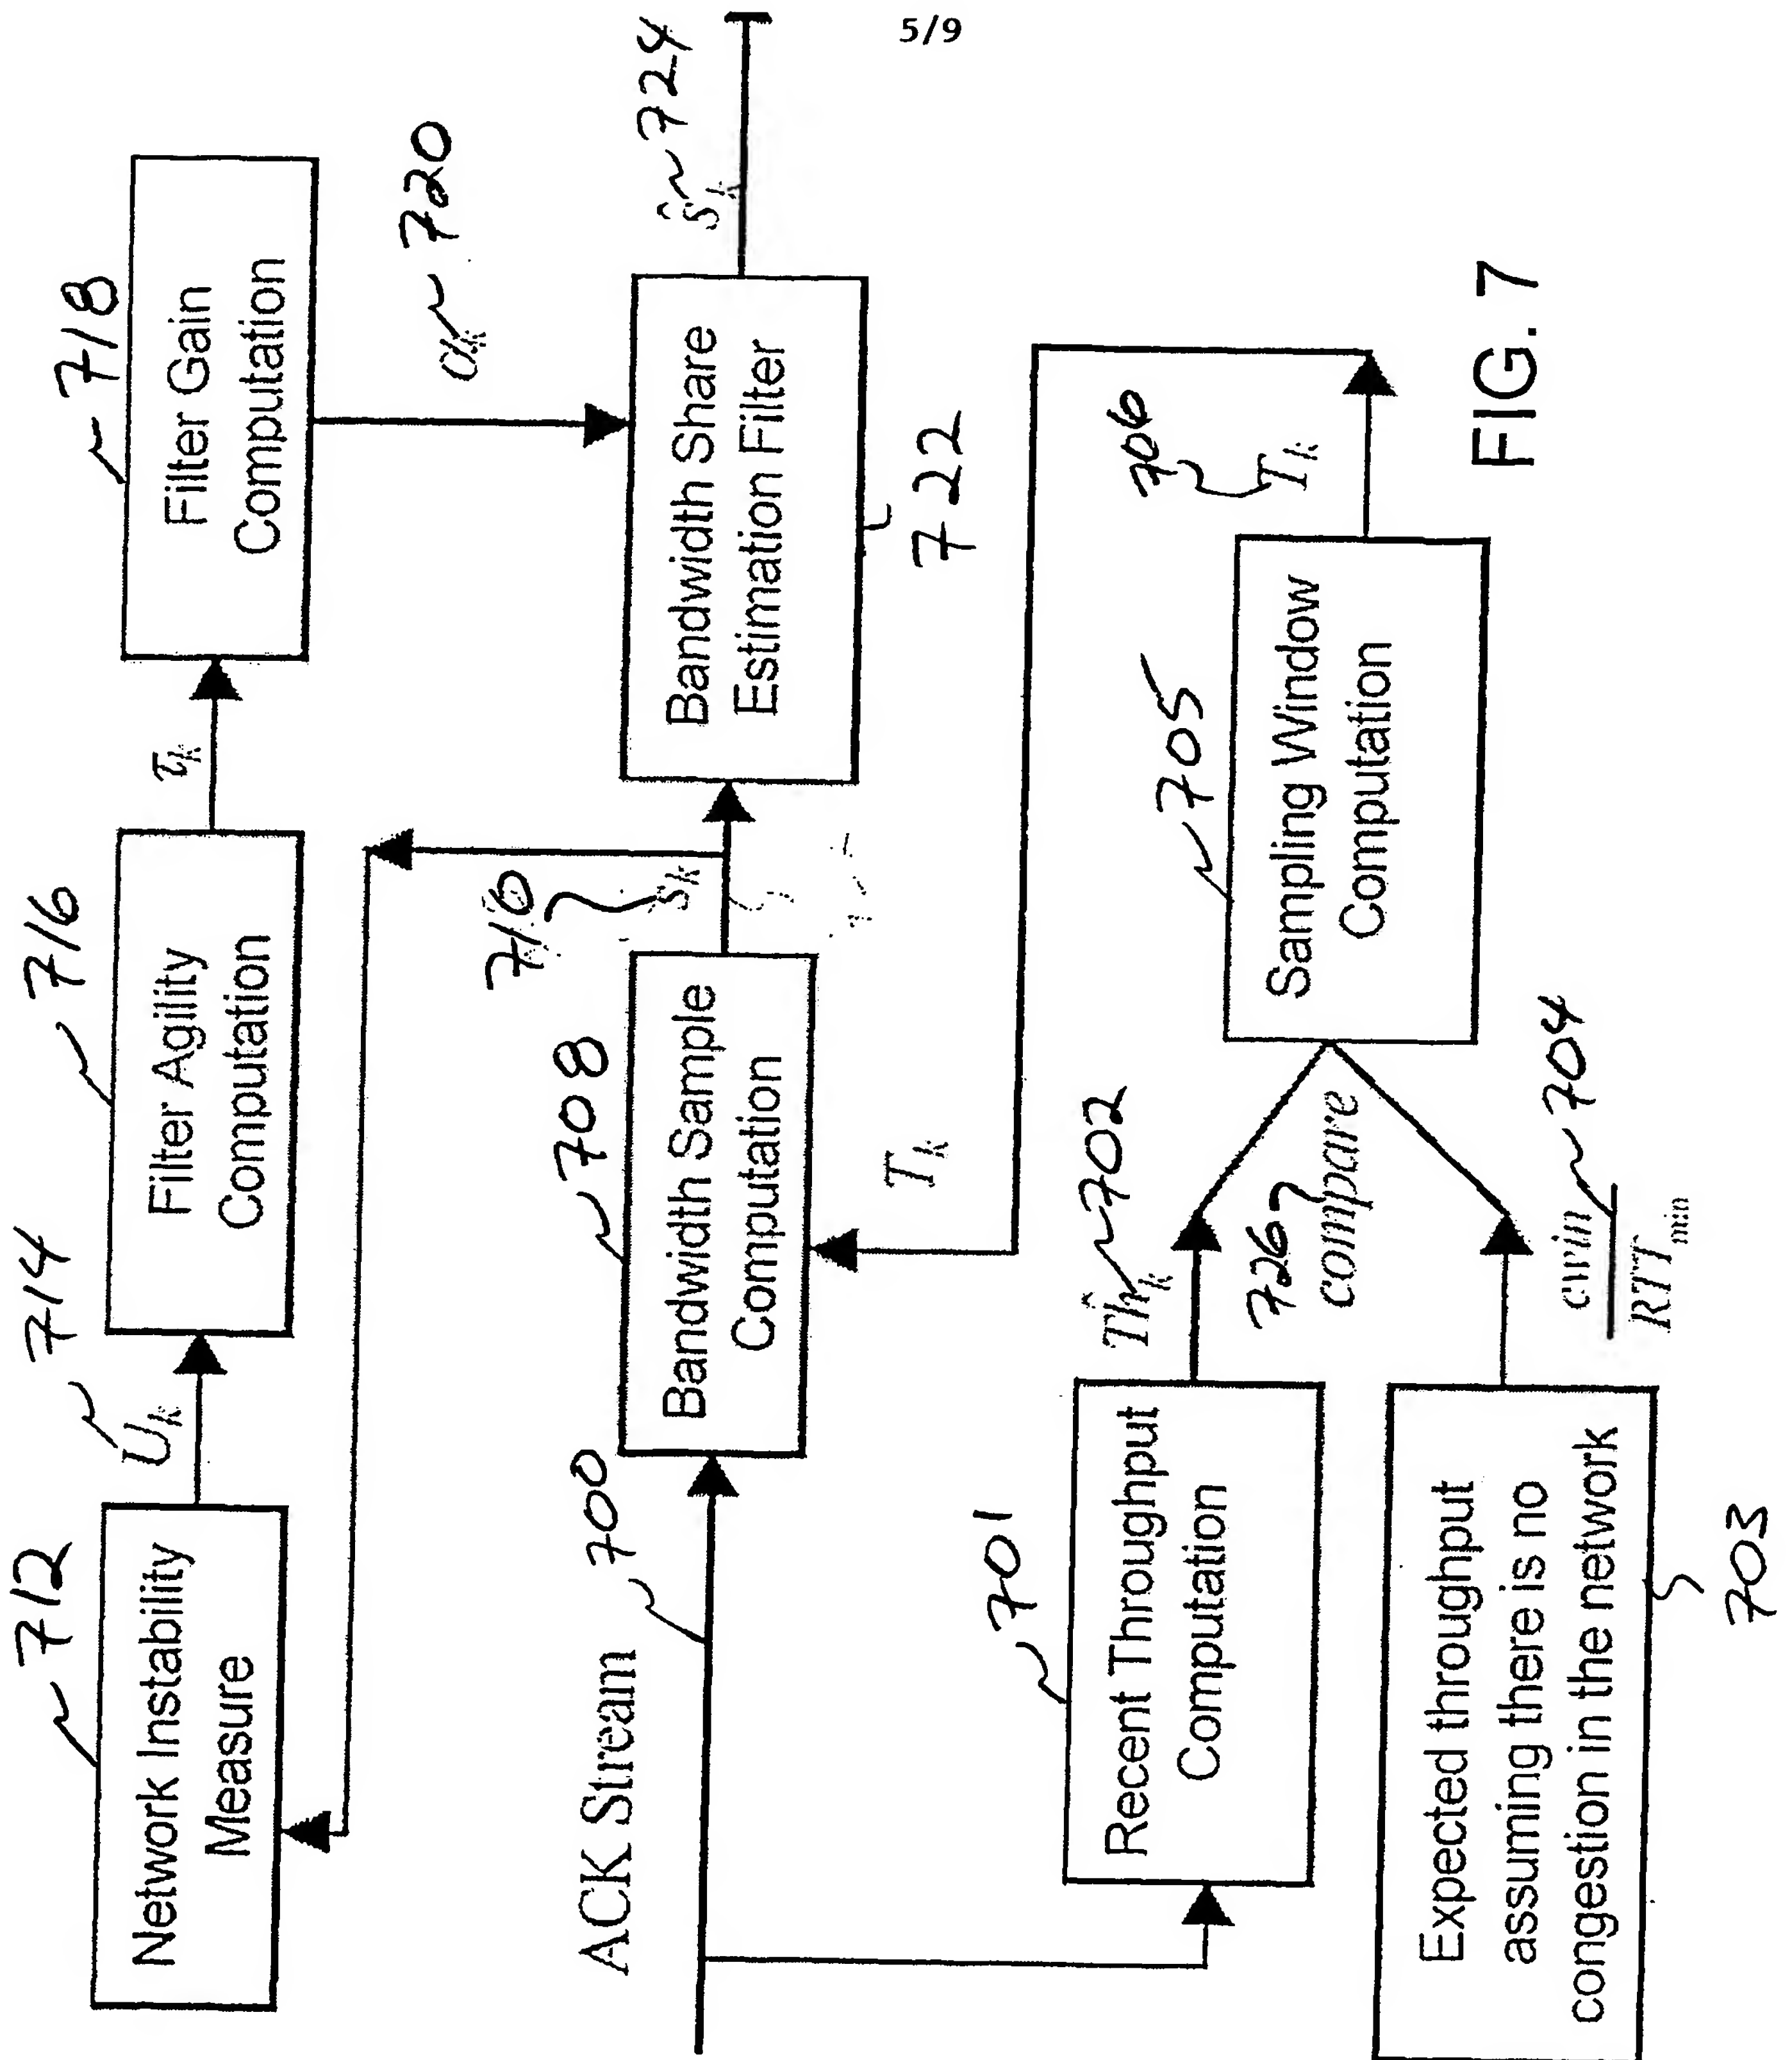 5/9
712
Network Instability
Measure
U_k
714
716
Filter Agility
Computation
τ_k
718
Filter Gain
Computation
α_k
720
ACK Stream
700
708
Bandwidth Sample
Computation
710
s_k
Bandwidth Share
Estimation Filter
722
ŝ_k
724
T_k
701
Recent Throughput
Computation
T̂h_k
702
726
compare
Expected throughput
assuming there is no
congestion in the network
703
cwin
RTT_min
704
705
Sampling Window
Computation
706
T_k
FIG. 7